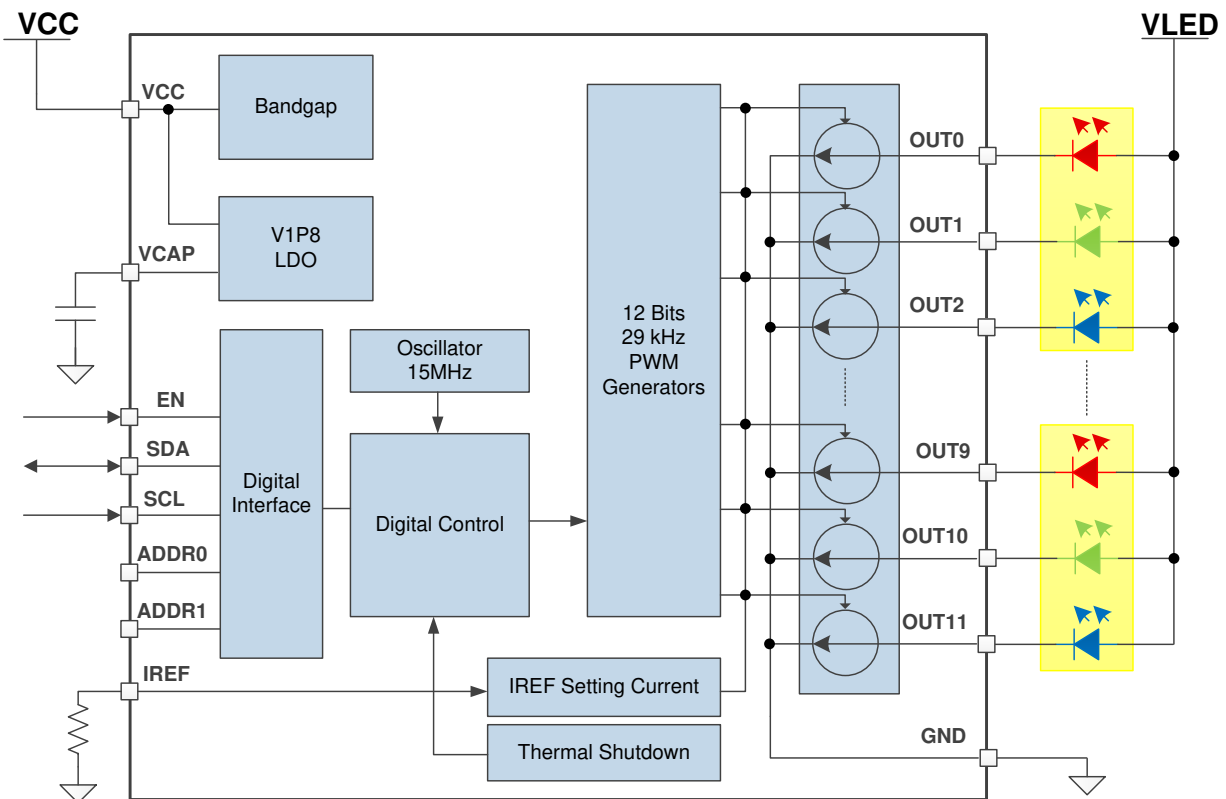 VCC
VLED
VCC
Bandgap
OUT0
V1P8
LDO
VCAP
OUT1
OUT2
12 Bits
29 kHz
PWM
Generators
Oscillator
15MHz
EN
SDA
SCL
ADDR0
ADDR1
IREF
Digital
Interface
Digital Control
OUT9
OUT10
OUT11
IREF Setting Current
Thermal Shutdown
GND